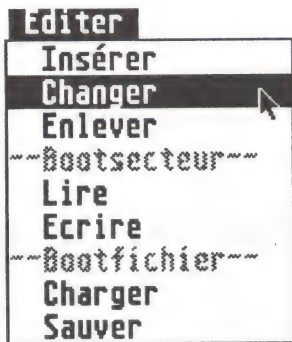 Editer
Insérer
Changer
Enlever
~~Bootsecteur~~
Lire
Ecrire
~~Bootfichier~~
Charger
Sauver